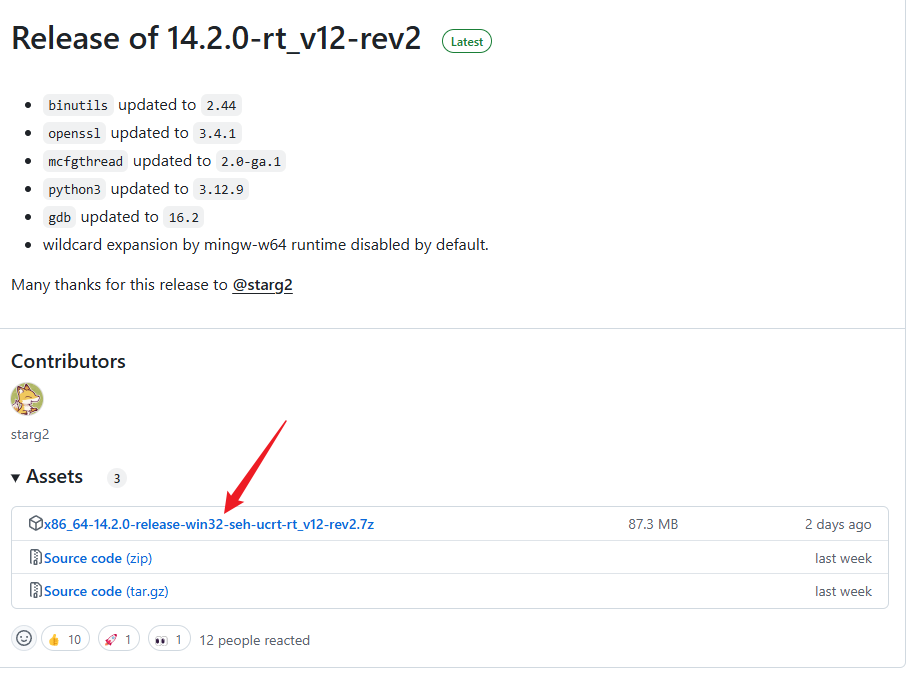 Release of 14.2.0-rt_v12-rev2 Latest
binutils updated to 2.44
openssl updated to 3.4.1
mcfgthread updated to 2.0-ga.1
python3 updated to 3.12.9
gdb updated to 16.2
wildcard expansion by mingw-w64 runtime disabled by default.
Many thanks for this release to @starg2
Contributors
starg2
Assets 3
x86_64-14.2.0-release-win32-seh-ucrt-rt_v12-rev2.7z 87.3 MB 2 days ago
Source code (zip) last week
Source code (tar.gz) last week
10 1 1 12 people reacted